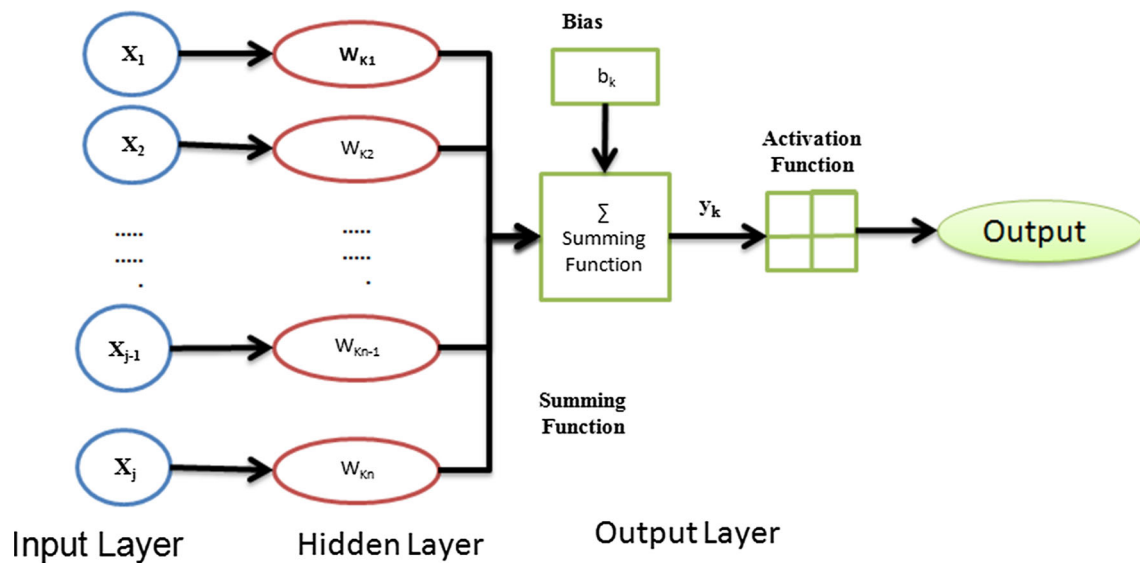 Bias
X1
WK1
bk
X2
WK2
Activation
Function
∑
Summing
Function
yk
Output
.....
.....
.....
.....
.
.
Xj-1
WKn-1
Summing
Function
Xj
WKn
Input Layer
Hidden Layer
Output Layer